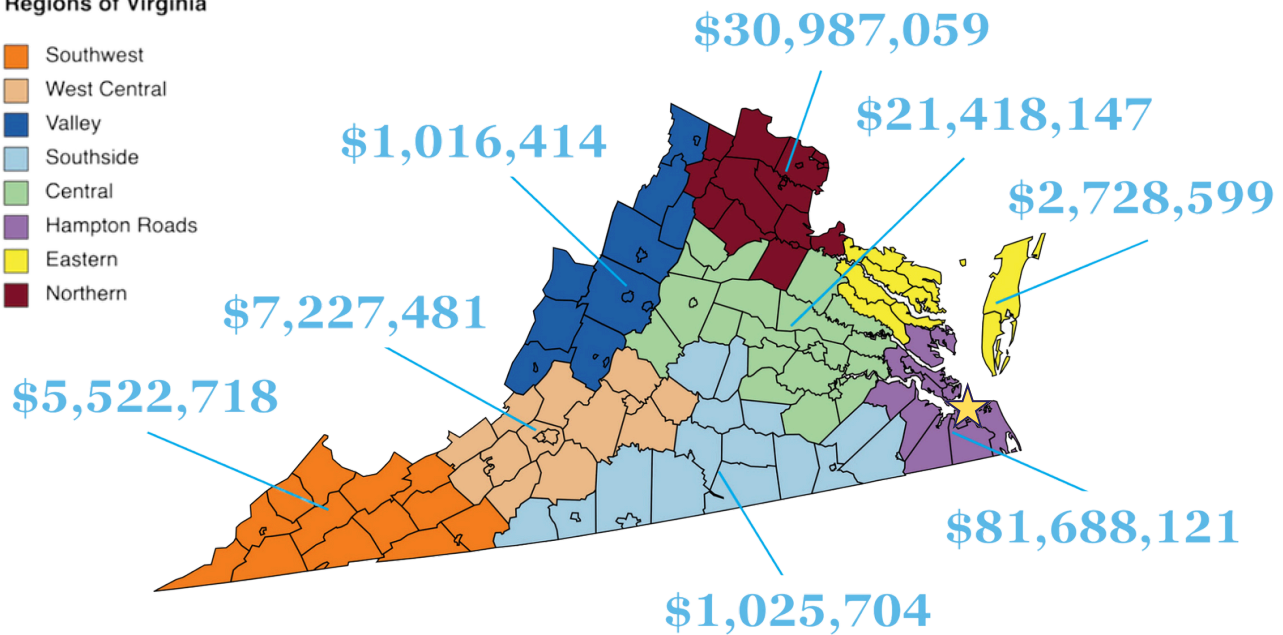 Regions of Virginia
Southwest
West Central
Valley
Southside
Central
Hampton Roads
Eastern
Northern
$30,987,059
$21,418,147
$1,016,414
$2,728,599
$7,227,481
$5,522,718
$81,688,121
$1,025,704